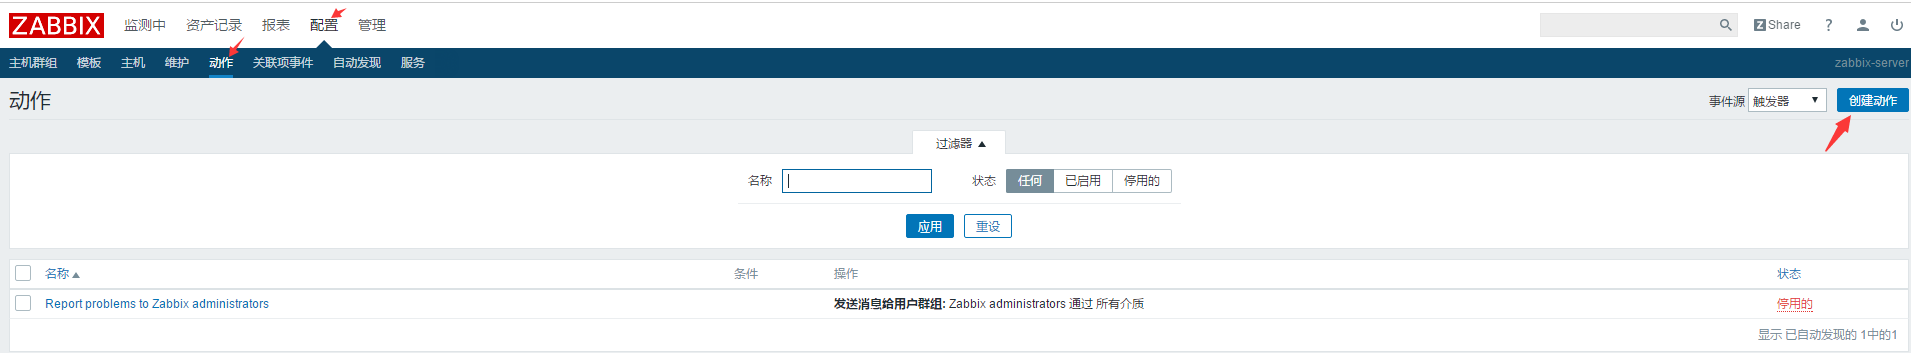 ZABBIX 监测中 资产记录 报表 配置 管理 Z Share ?
主机群组 模板 主机 维护 动作 关联项事件 自动发现 服务 zabbix-server
动作 事件源 触发器 创建动作
过滤器
名称 状态 任何 已启用 停用的
应用 重设
名称 条件 操作 状态
Report problems to Zabbix administrators 发送消息给用户群组: Zabbix administrators 通过 所有介质 停用的
显示 已自动发现的 1中的1